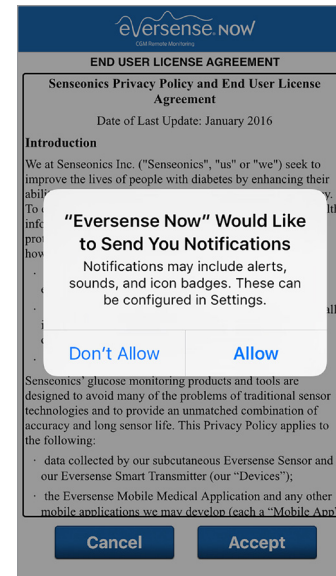 eversense. NOW
CGM Remote Monitoring
END USER LICENSE AGREEMENT
Senseonics Privacy Policy and End User License
Agreement
Date of Last Update: January 2016
Introduction
We at Senseonics Inc. ("Senseonics", "us" or "we") seek to
improve the lives of people with diabetes by enhancing their
"Eversense Now" Would Like
to Send You Notifications
Notifications may include alerts,
sounds, and icon badges. These can
be configured in Settings.
Don't Allow Allow
Senseonics' glucose monitoring products and tools are
designed to avoid many of the problems of traditional sensor
technologies and to provide an unmatched combination of
accuracy and long sensor life. This Privacy Policy applies to
the following:
· data collected by our subcutaneous Eversense Sensor and
our Eversense Smart Transmitter (our “Devices”);
· the Eversense Mobile Medical Application and any other
mobile applications we may develop (each a “Mobile App
Cancel Accept